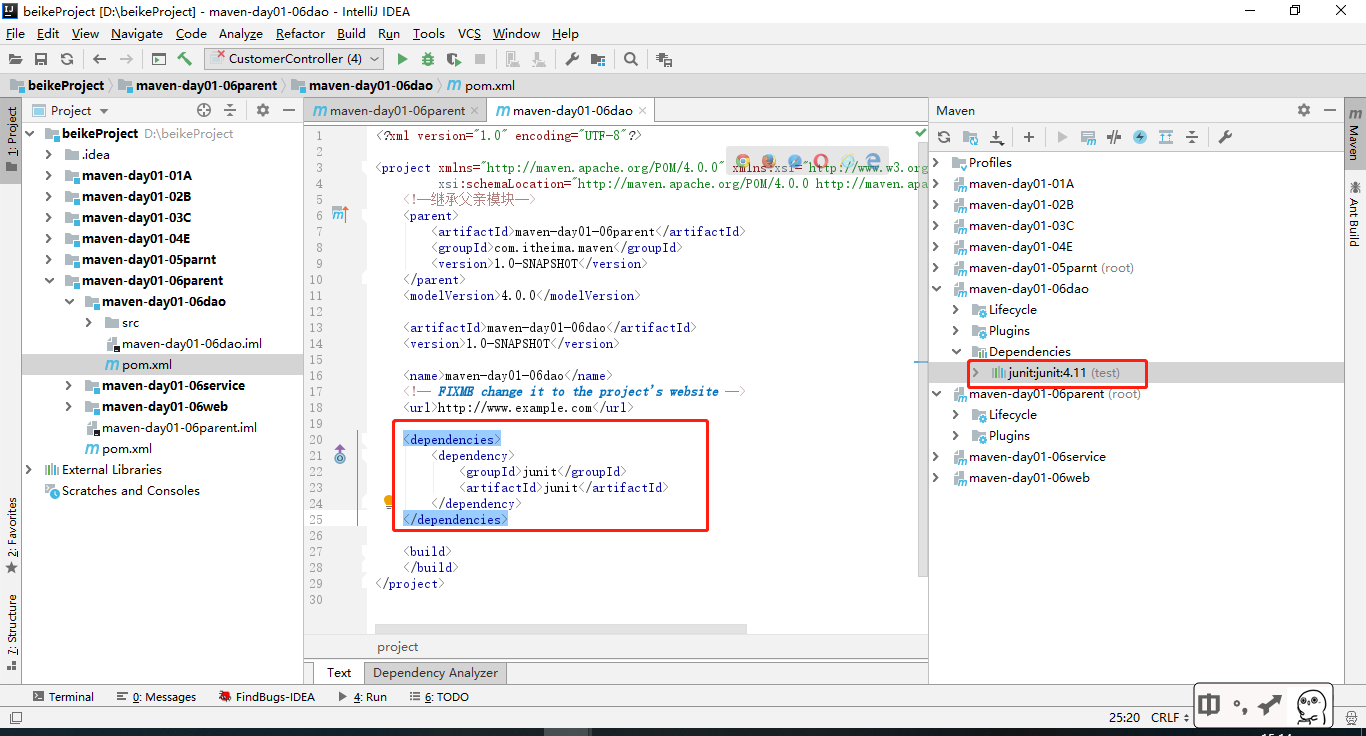 beikeProject [D:\beikeProject] - maven-day01-06dao - IntelliJ IDEA
File Edit View Navigate Code Analyze Refactor Build Run Tools VCS Window Help
CustomerController (4)
beikeProject maven-day01-06parent maven-day01-06dao pom.xml
1: Project
2: Favorites
7: Structure
Project
beikeProject D:\beikeProject
.idea
maven-day01-01A
maven-day01-02B
maven-day01-03C
maven-day01-04E
maven-day01-05parnt
maven-day01-06parent
maven-day01-06dao
src
maven-day01-06dao.iml
pom.xml
maven-day01-06service
maven-day01-06web
maven-day01-06parent.iml
pom.xml
External Libraries
Scratches and Consoles
maven-day01-06parent maven-day01-06dao
1 <?xml version="1.0" encoding="UTF-8"?>
2
3 <project xmlns="http://maven.apache.org/POM/4.0.0" xmlns:xsi="http://www.w3.org
4 xsi:schemaLocation="http://maven.apache.org/POM/4.0.0 http://maven.apa
5 <!--继承父亲模块-->
6 <parent>
7 <artifactId>maven-day01-06parent</artifactId>
8 <groupId>com.itheima.maven</groupId>
9 <version>1.0-SNAPSHOT</version>
10 </parent>
11 <modelVersion>4.0.0</modelVersion>
12
13 <artifactId>maven-day01-06dao</artifactId>
14 <version>1.0-SNAPSHOT</version>
15
16 <name>maven-day01-06dao</name>
17 <!-- FIXME change it to the project's website -->
18 <url>http://www.example.com</url>
19
20 <dependencies>
21 <dependency>
22 <groupId>junit</groupId>
23 <artifactId>junit</artifactId>
24 </dependency>
25 </dependencies>
26
27 <build>
28 </build>
29 </project>
30
project
Text Dependency Analyzer
Maven
Profiles
maven-day01-01A
maven-day01-02B
maven-day01-03C
maven-day01-04E
maven-day01-05parnt (root)
maven-day01-06dao
Lifecycle
Plugins
Dependencies
junit:junit:4.11 (test)
maven-day01-06parent (root)
Lifecycle
Plugins
maven-day01-06service
maven-day01-06web
Maven
Ant Build
Terminal 0: Messages FindBugs-IDEA 4: Run 6: TODO
25:20 CRLF
中 °,